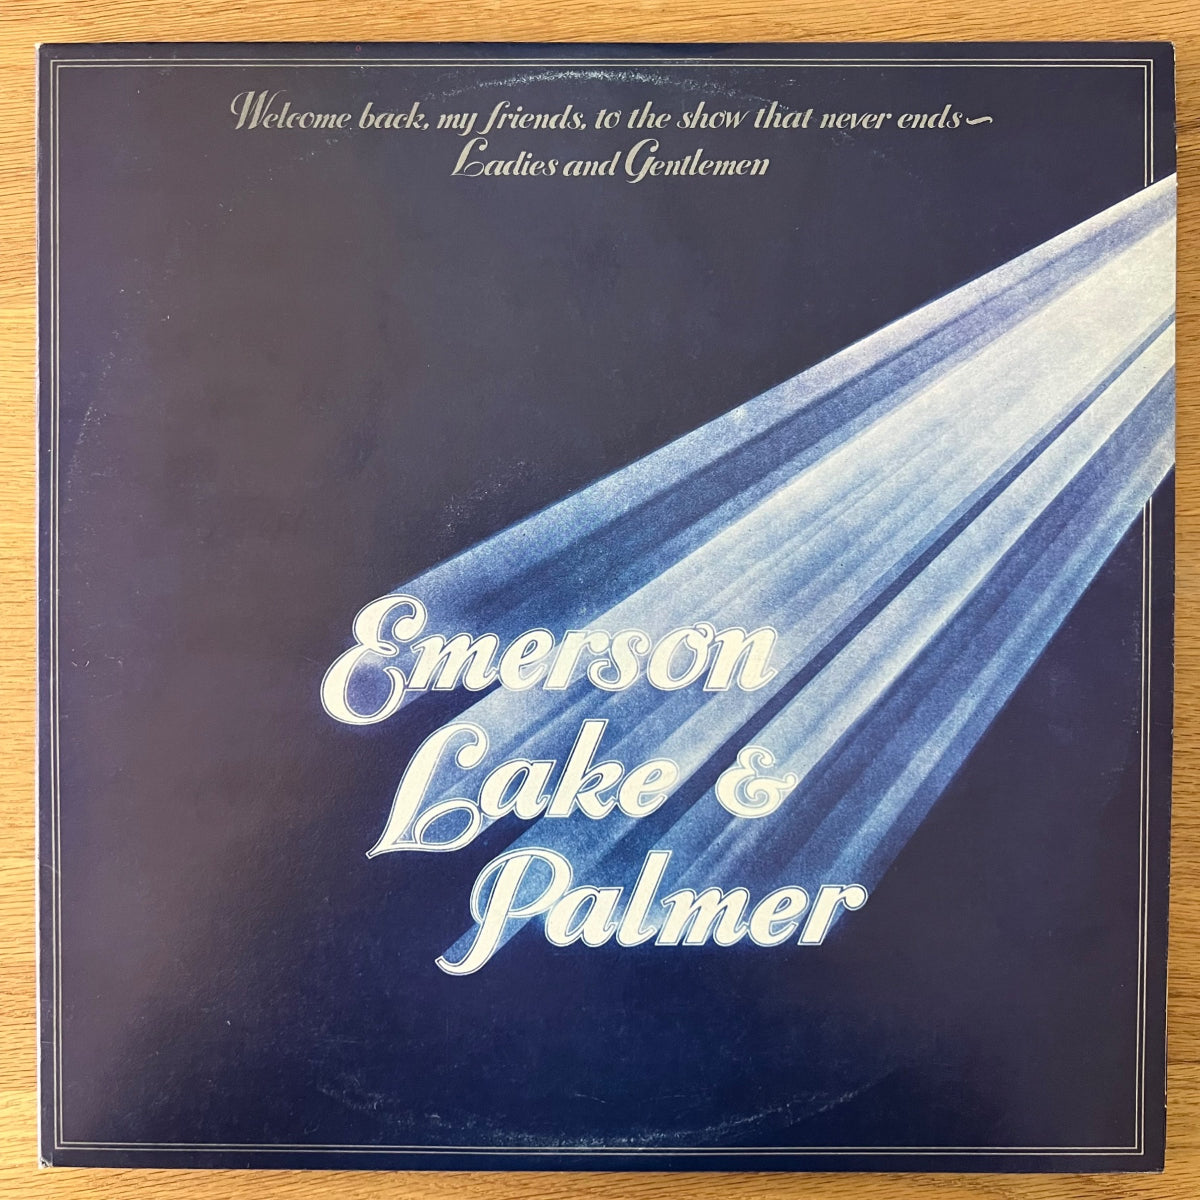 Welcome back, my friends, to the show that never ends~
Ladies and Gentlemen
Emerson
Lake &
Palmer